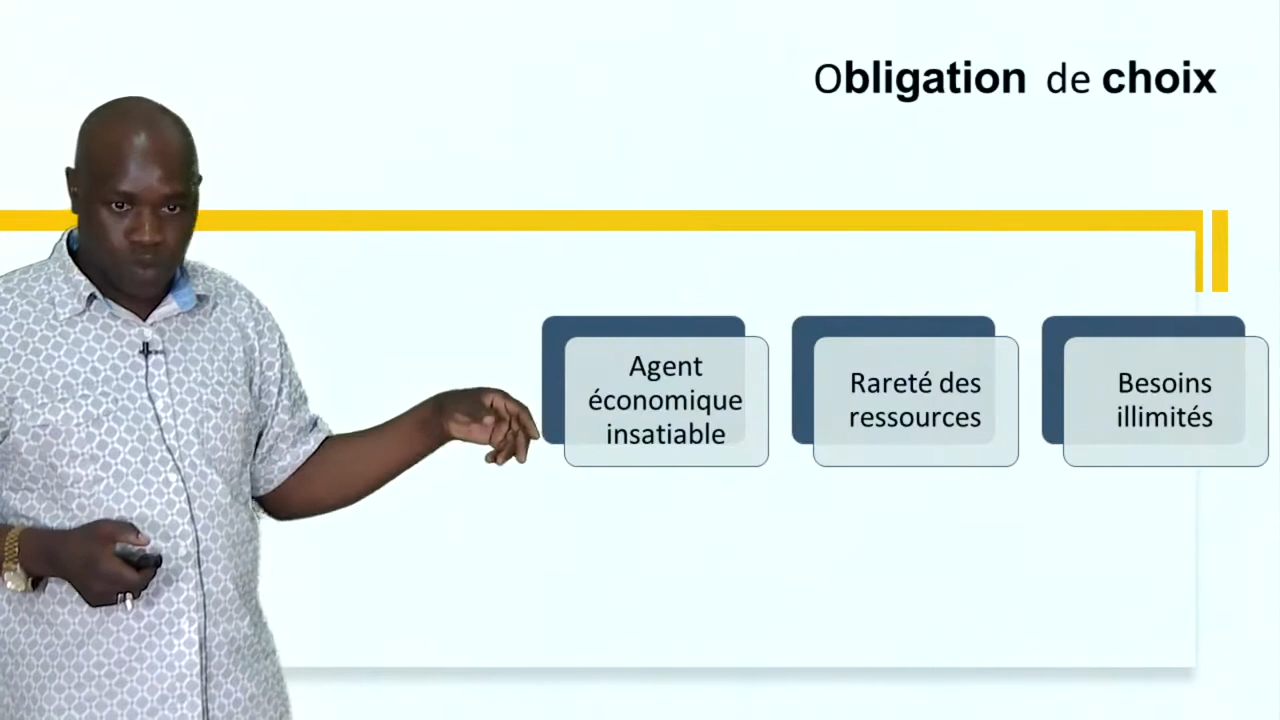 Obligation de choix
Agent
économique
insatiable
Rareté des
ressources
Besoins
illimités